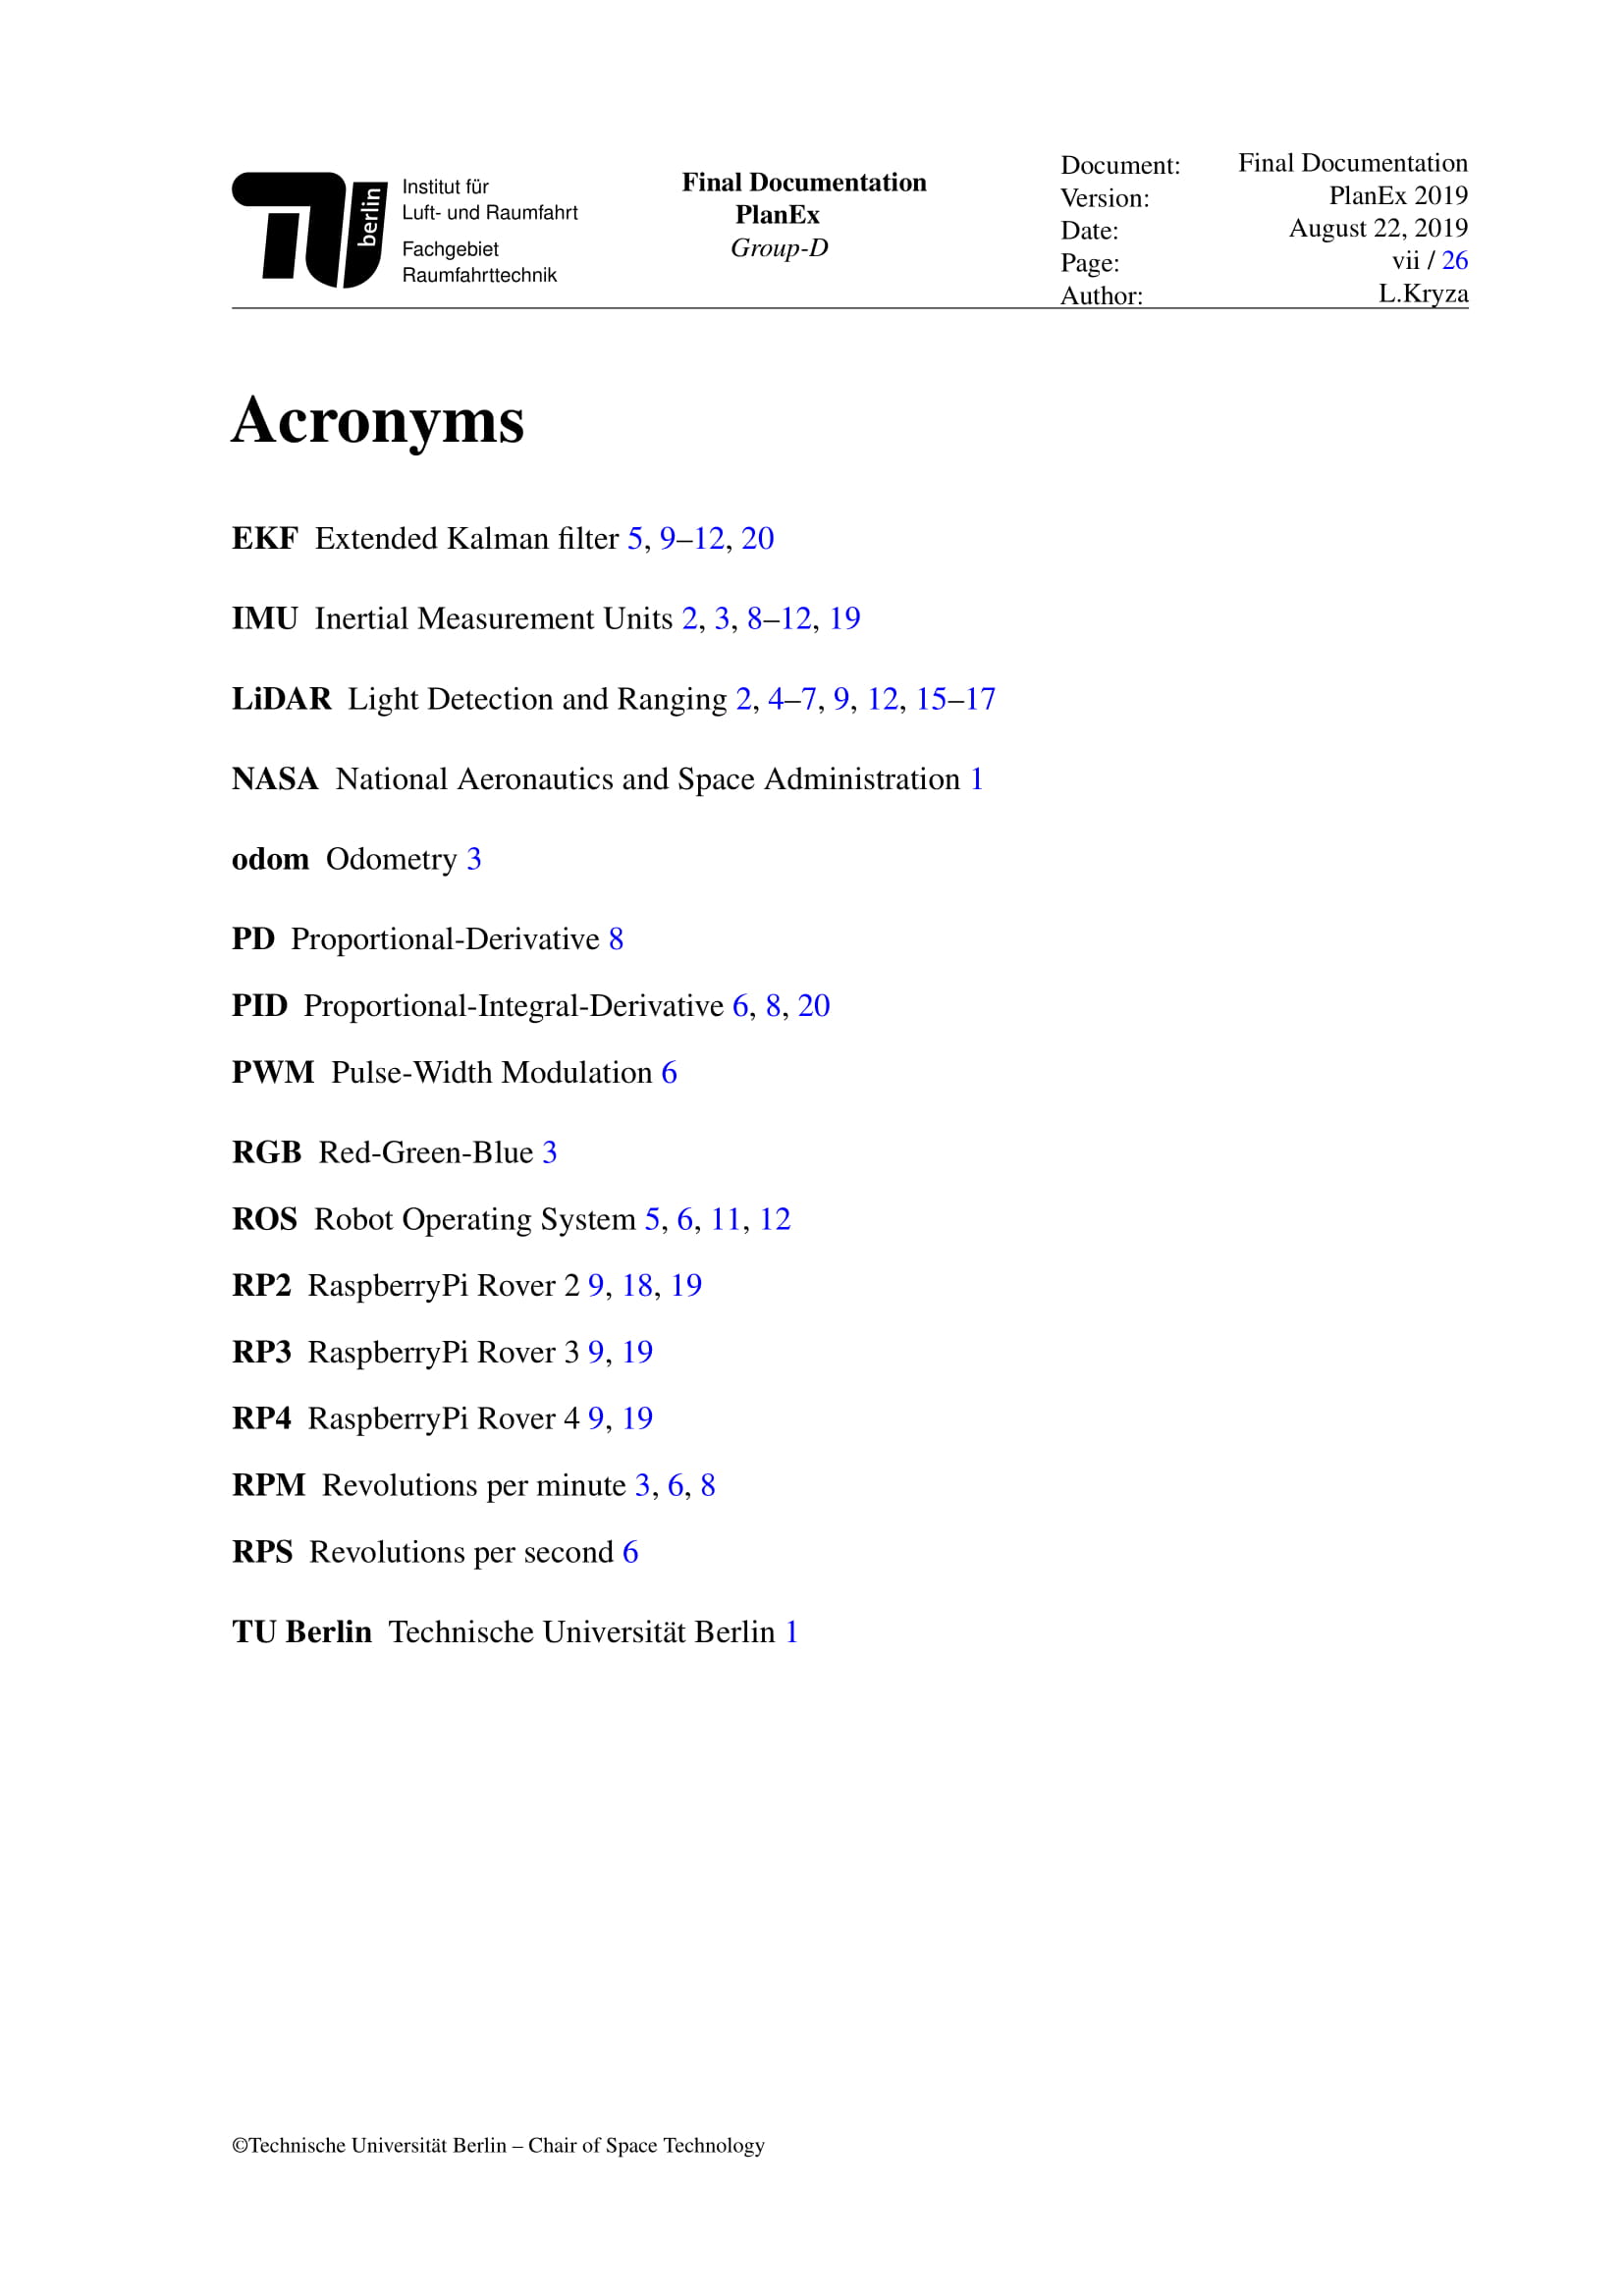 berlin
Institut für
Luft- und Raumfahrt
Fachgebiet
Raumfahrttechnik
Final Documentation
PlanEx
Group-D
Document: Final Documentation
Version: PlanEx 2019
Date: August 22, 2019
Page: vii / 26
Author: L.Kryza
Acronyms
EKF Extended Kalman filter 5, 9–12, 20
IMU Inertial Measurement Units 2, 3, 8–12, 19
LiDAR Light Detection and Ranging 2, 4–7, 9, 12, 15–17
NASA National Aeronautics and Space Administration 1
odom Odometry 3
PD Proportional-Derivative 8
PID Proportional-Integral-Derivative 6, 8, 20
PWM Pulse-Width Modulation 6
RGB Red-Green-Blue 3
ROS Robot Operating System 5, 6, 11, 12
RP2 RaspberryPi Rover 2 9, 18, 19
RP3 RaspberryPi Rover 3 9, 19
RP4 RaspberryPi Rover 4 9, 19
RPM Revolutions per minute 3, 6, 8
RPS Revolutions per second 6
TU Berlin Technische Universität Berlin 1
©Technische Universität Berlin – Chair of Space Technology